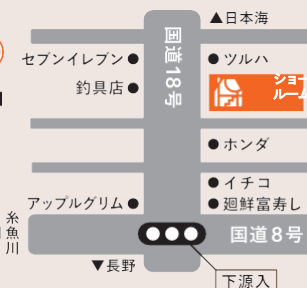 ▲日本海
セブンイレブン●
●ツルハ
国道18号
釣具店●
ショー
ルーム
●ホンダ
●イチコ
アップルグリム●
●廻鮮富寿し
糸魚川
国道8号
▼長野
下源入